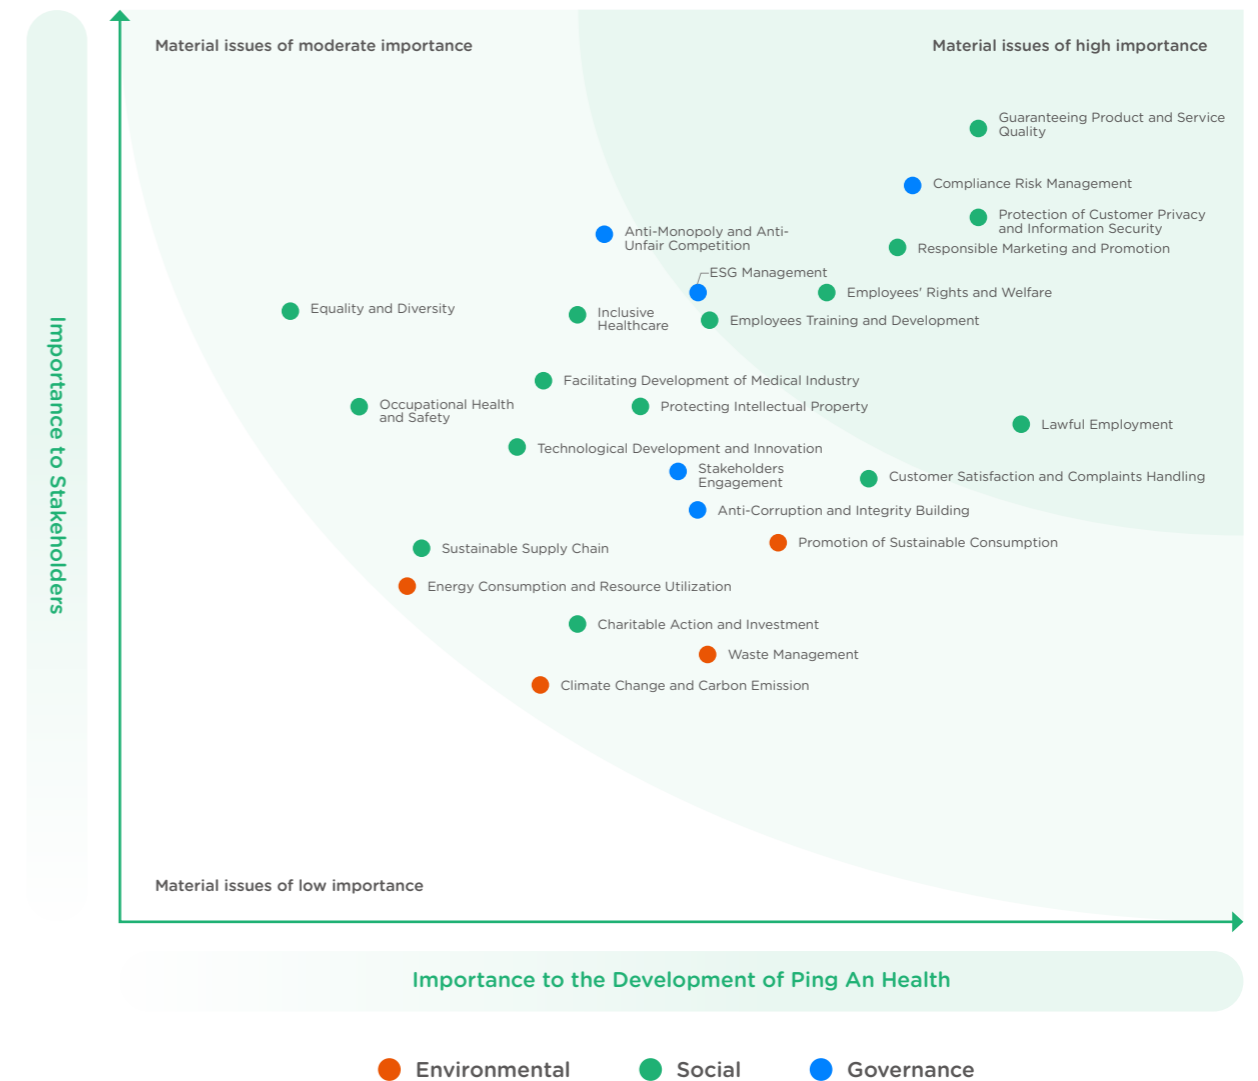 Material issues of moderate importance
Material issues of high importance
Guaranteeing Product and Service
Quality
Compliance Risk Management
Protection of Customer Privacy
and Information Security
Anti-Monopoly and Anti-
Unfair Competition
Responsible Marketing and Promotion
ESG Management
Employees' Rights and Welfare
Equality and Diversity
Inclusive
Healthcare
Employees Training and Development
Facilitating Development of Medical Industry
Occupational Health
and Safety
Protecting Intellectual Property
Lawful Employment
Technological Development and Innovation
Stakeholders
Engagement
Customer Satisfaction and Complaints Handling
Anti-Corruption and Integrity Building
Promotion of Sustainable Consumption
Sustainable Supply Chain
Energy Consumption and Resource Utilization
Charitable Action and Investment
Waste Management
Climate Change and Carbon Emission
Material issues of low importance
Importance to Stakeholders
Importance to the Development of Ping An Health
Environmental
Social
Governance